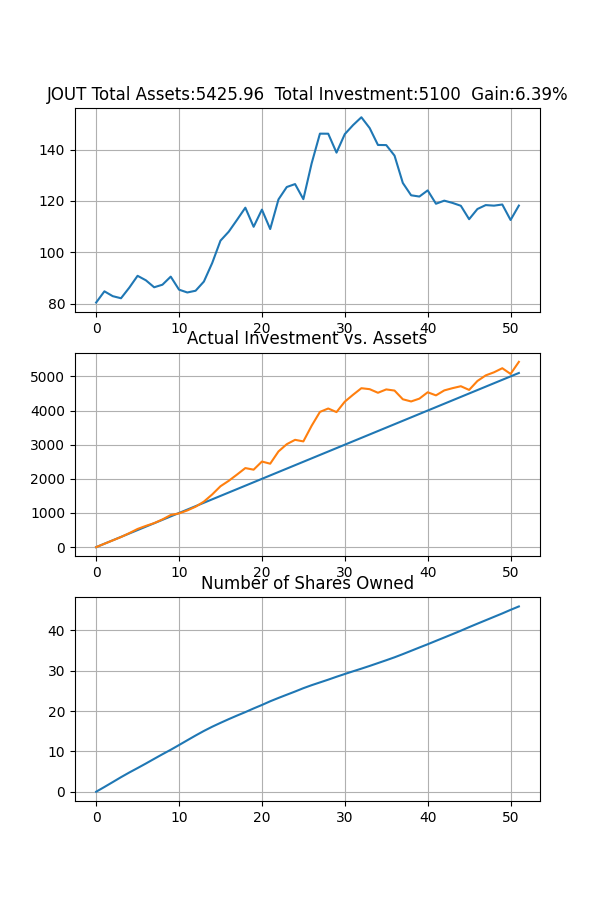 JOUT Total Assets:5425.96  Total Investment:5100  Gain:6.39%
140
120
100
80
0 10 20 30 40 50
Actual Investment vs. Assets
5000
4000
3000
2000
1000
0
0 10 20 30 40 50
Number of Shares Owned
40
30
20
10
0
0 10 20 30 40 50